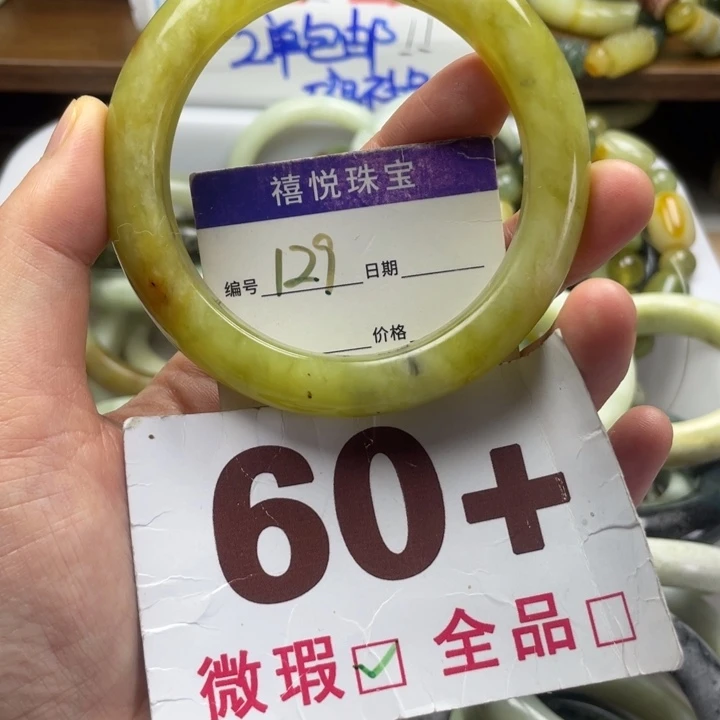 2单包邮!!
禧悦珠宝
编号 129 日期
价格
60+
微瑕 ☑ 全品 ☐